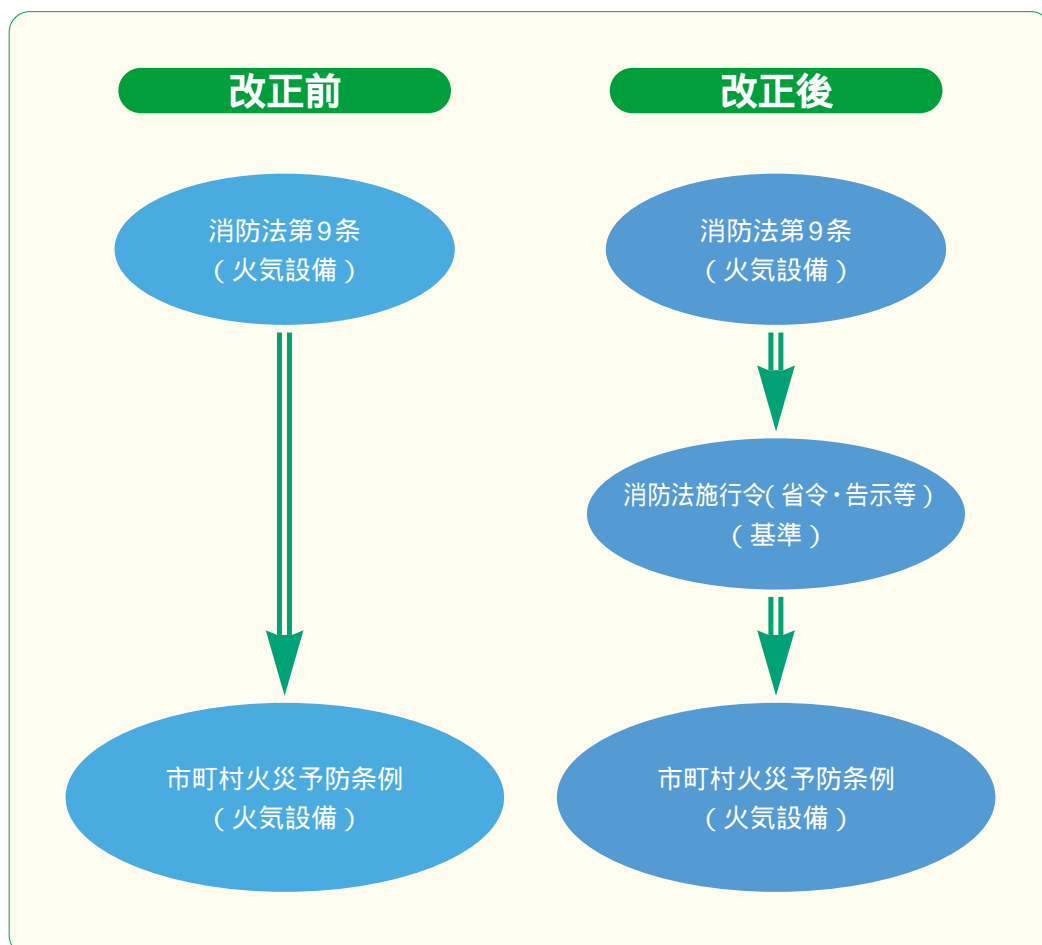 改正前
消防法第9条
（火気設備）
市町村火災予防条例
（火気設備）
改正後
消防法第9条
（火気設備）
消防法施行令（省令・告示等）
（基準）
市町村火災予防条例
（火気設備）